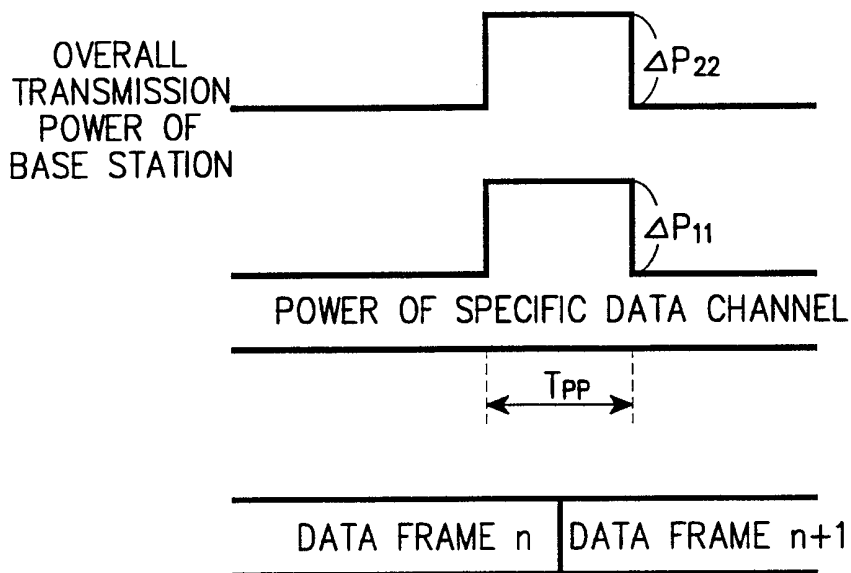 OVERALL
TRANSMISSION
POWER OF
BASE STATION
ΔP22
ΔP11
POWER OF SPECIFIC DATA CHANNEL
TPP
DATA FRAME n
DATA FRAME n+1